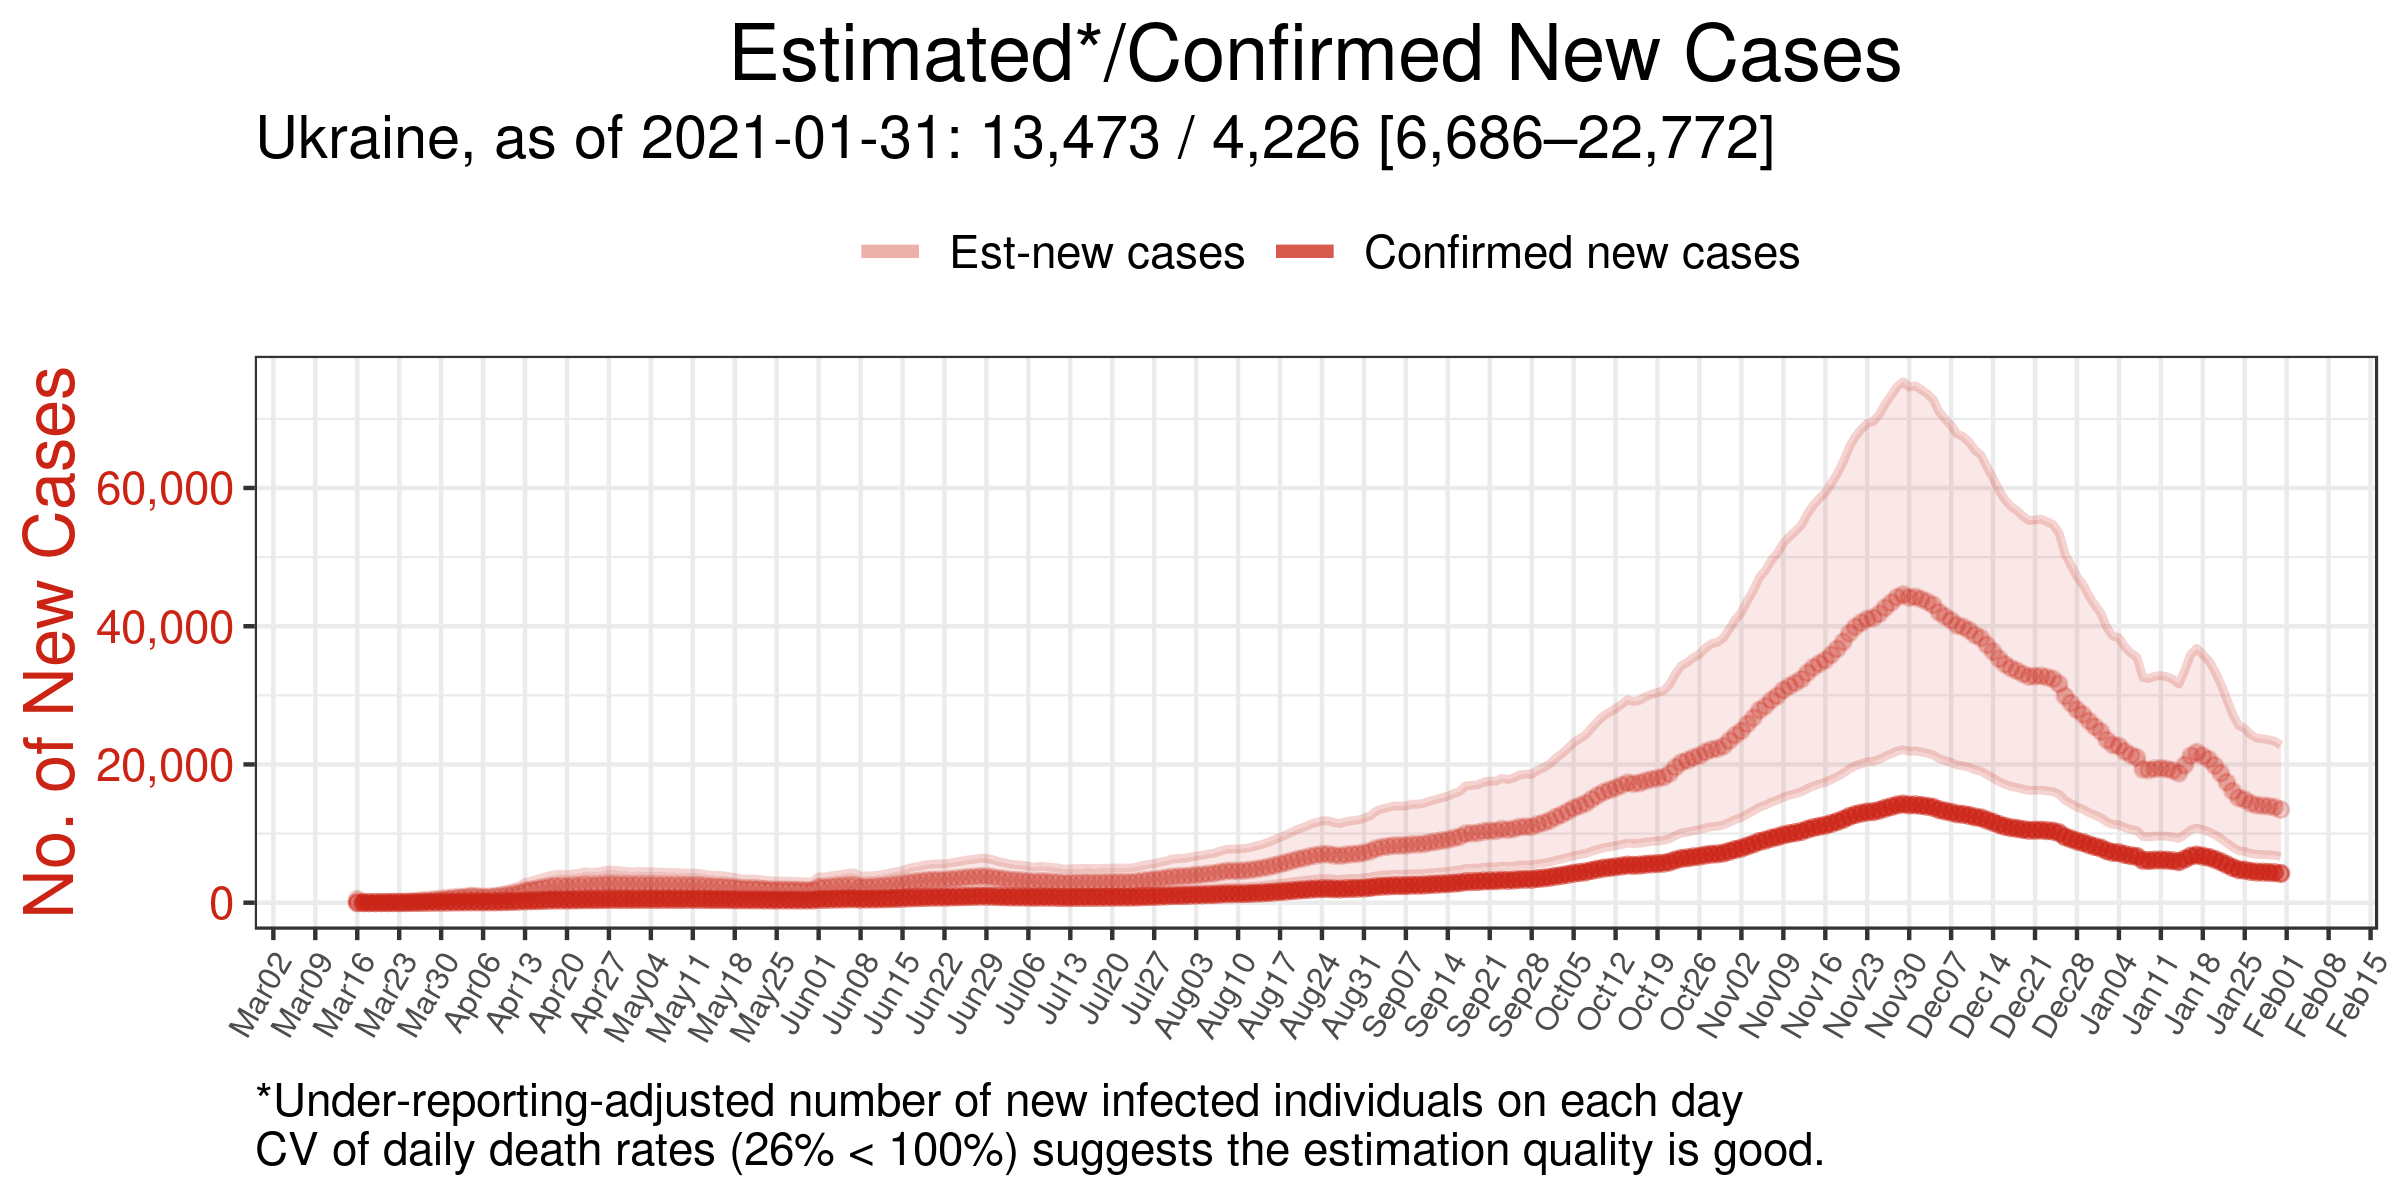 Estimated*/Confirmed New Cases
Ukraine, as of 2021-01-31: 13,473 / 4,226 [6,686–22,772]
Est-new cases Confirmed new cases
No. of New Cases
60,000
40,000
20,000
0
Mar02 Mar09 Mar16 Mar23 Mar30 Apr06 Apr13 Apr20 Apr27 May04 May11 May18 May25 Jun01 Jun08 Jun15 Jun22 Jun29 Jul06 Jul13 Jul20 Jul27 Aug03 Aug10 Aug17 Aug24 Aug31 Sep07 Sep14 Sep21 Sep28 Oct05 Oct12 Oct19 Oct26 Nov02 Nov09 Nov16 Nov23 Nov30 Dec07 Dec14 Dec21 Dec28 Jan04 Jan11 Jan18 Jan25 Feb01 Feb08 Feb15
*Under-reporting-adjusted number of new infected individuals on each day
CV of daily death rates (26% < 100%) suggests the estimation quality is good.